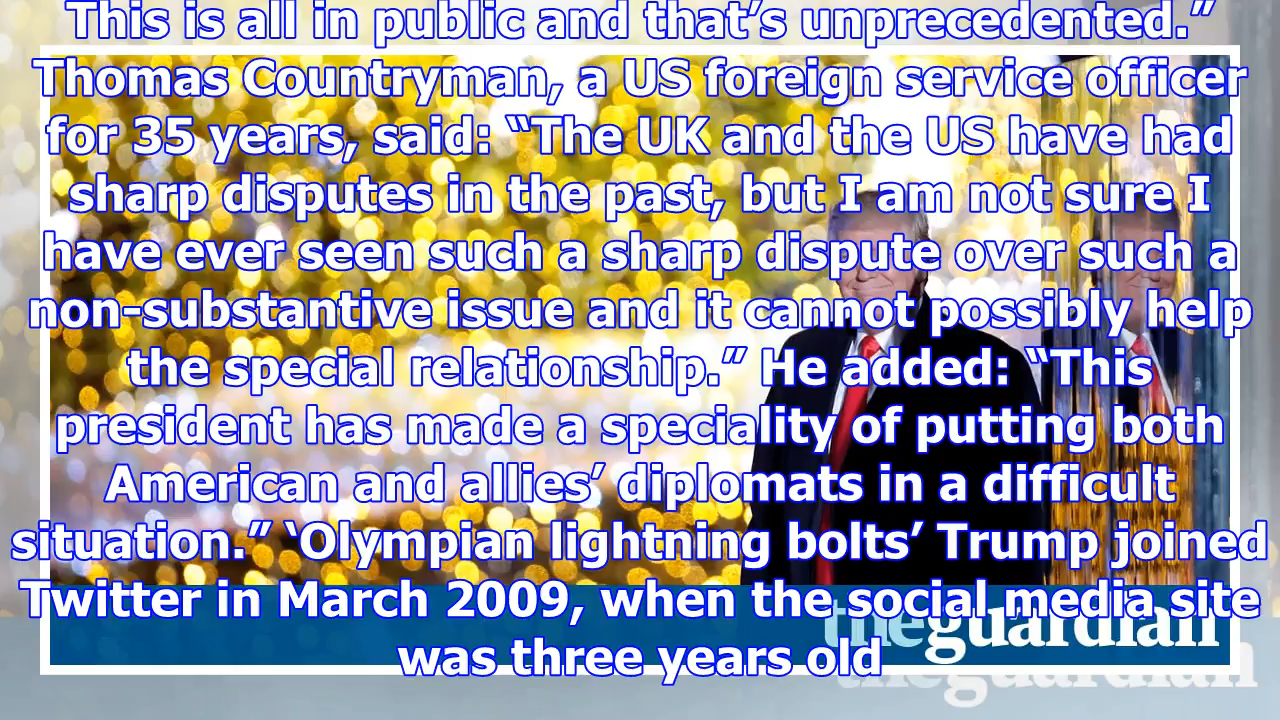 This is all in public and that’s unprecedented.”
Thomas Countryman, a US foreign service officer
for 35 years, said: “The UK and the US have had
sharp disputes in the past, but I am not sure I
have ever seen such a sharp dispute over such a
non-substantive issue and it cannot possibly help
the special relationship.” He added: “This
president has made a speciality of putting both
American and allies’ diplomats in a difficult
situation.” ‘Olympian lightning bolts’ Trump joined
Twitter in March 2009, when the social media site
was three years old
theguardian
theguardian